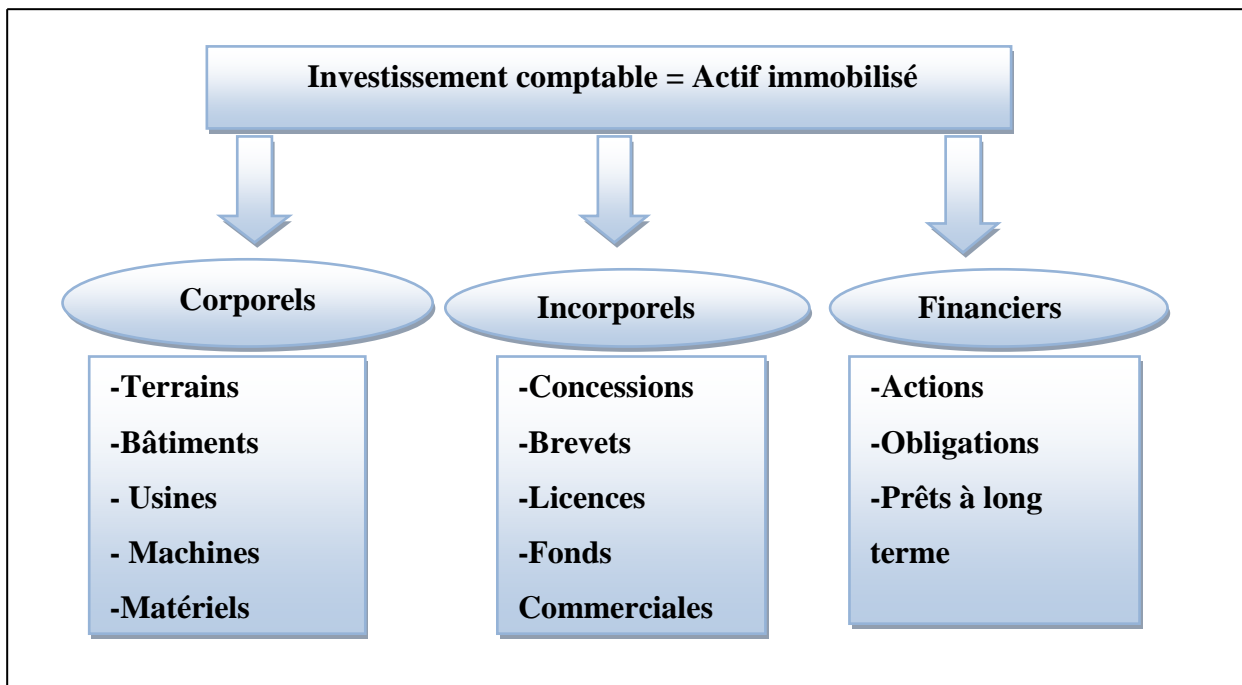 Investissement comptable = Actif immobilisé
Corporels
-Terrains
-Bâtiments
- Usines
- Machines
-Matériels
Incorporels
-Concessions
-Brevets
-Licences
-Fonds
Commerciales
Financiers
-Actions
-Obligations
-Prêts à long
terme